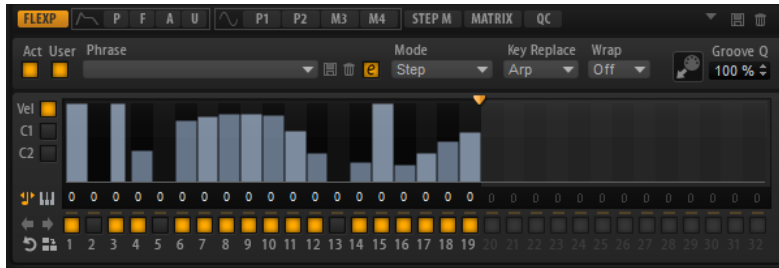 FLEXP P F A U P1 P2 M3 M4 STEP M MATRIX QC
Act User Phrase Mode Key Replace Wrap Groove Q
e Step Arp Off 100 %
Vel
C1
C2
0 0 0 0 0 0 0 0 0 0 0 0 0 0 0 0 0 0 0 0 0 0 0 0 0 0 0 0 0 0 0 0
1 2 3 4 5 6 7 8 9 10 11 12 13 14 15 16 17 18 19 20 21 22 23 24 25 26 27 28 29 30 31 32